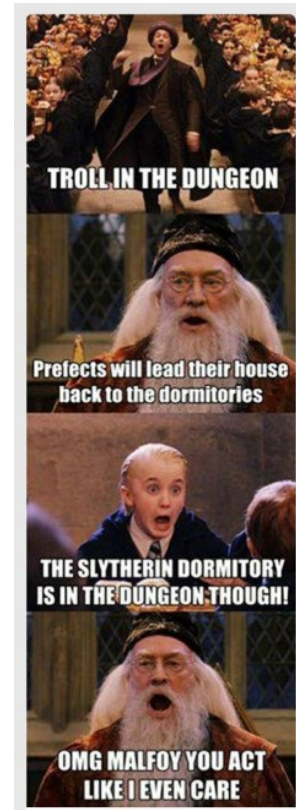 TROLL IN THE DUNGEON
Prefects will lead their house
back to the dormitories
THE SLYTHERIN DORMITORY
IS IN THE DUNGEON THOUGH!
OMG MALFOY YOU ACT
LIKE I EVEN CARE